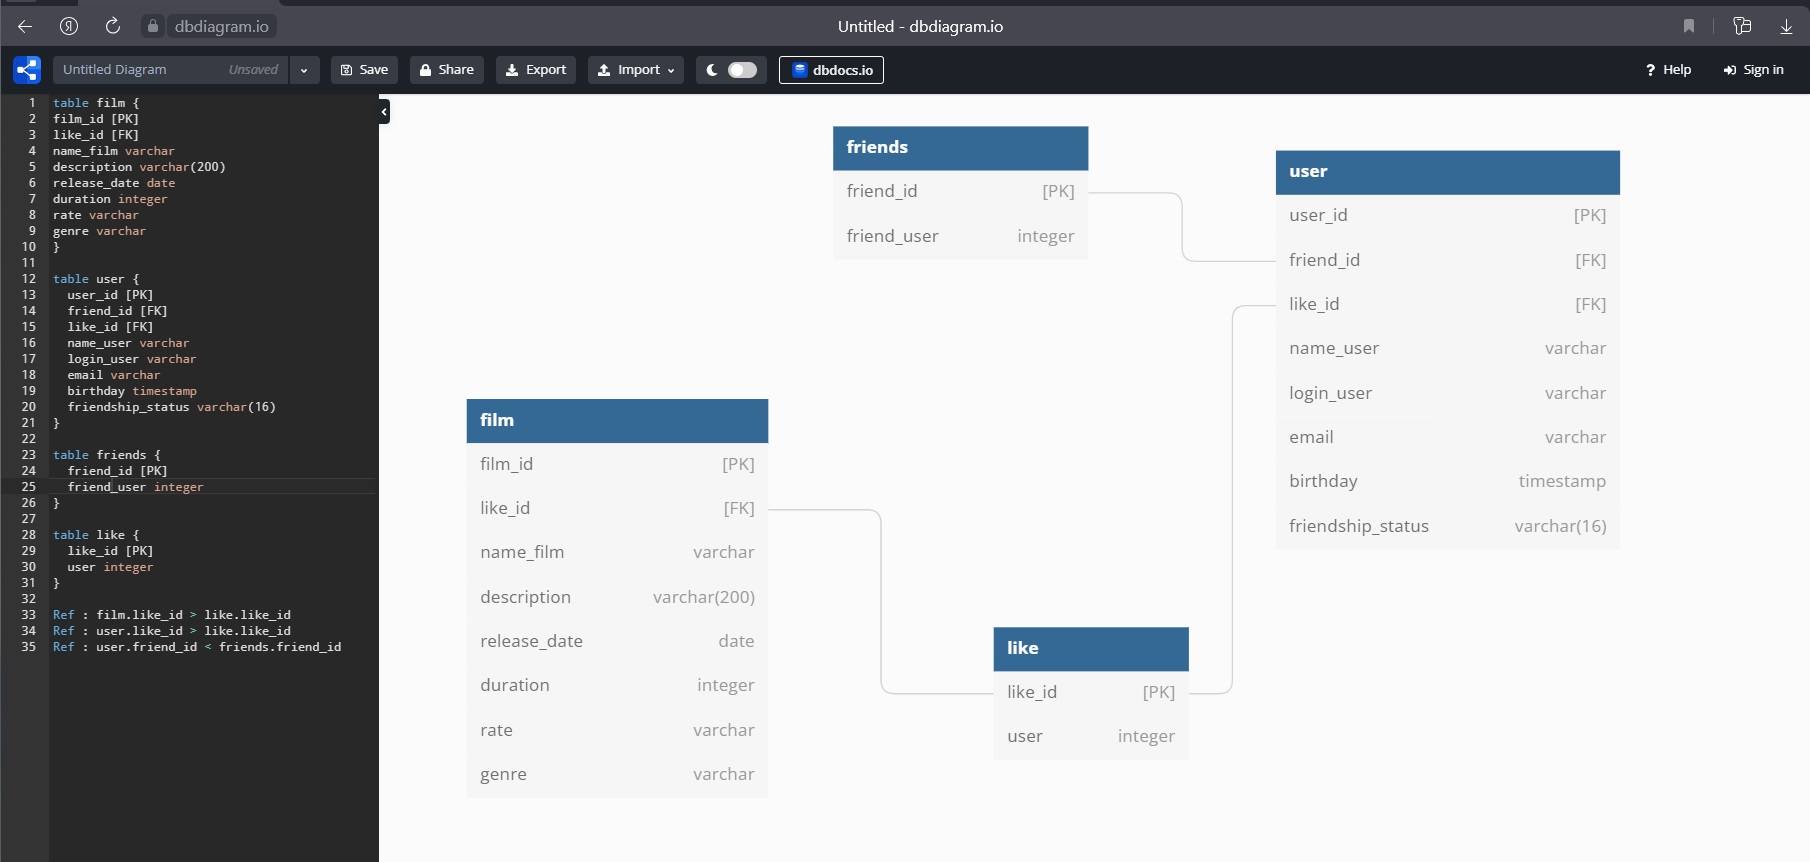 dbdiagram.io
Untitled - dbdiagram.io
Untitled Diagram
Unsaved
Save
Share
Export
Import
dbdocs.io
? Help
Sign in
1 table film {
2 film_id [PK]
3 like_id [FK]
4 name_film varchar
5 description varchar(200)
6 release_date date
7 duration integer
8 rate varchar
9 genre varchar
10 }
11
12 table user {
13 user_id [PK]
14 friend_id [FK]
15 like_id [FK]
16 name_user varchar
17 login_user varchar
18 email varchar
19 birthday timestamp
20 friendship_status varchar(16)
21 }
22
23 table friends {
24 friend_id [PK]
25 friend_user integer
26 }
27
28 table like {
29 like_id [PK]
30 user integer
31 }
32
33 Ref : film.like_id > like.like_id
34 Ref : user.like_id > like.like_id
35 Ref : user.friend_id < friends.friend_id
friends
friend_id [PK]
friend_user integer
user
user_id [PK]
friend_id [FK]
like_id [FK]
name_user varchar
login_user varchar
email varchar
birthday timestamp
friendship_status varchar(16)
film
film_id [PK]
like_id [FK]
name_film varchar
description varchar(200)
release_date date
duration integer
rate varchar
genre varchar
like
like_id [PK]
user integer